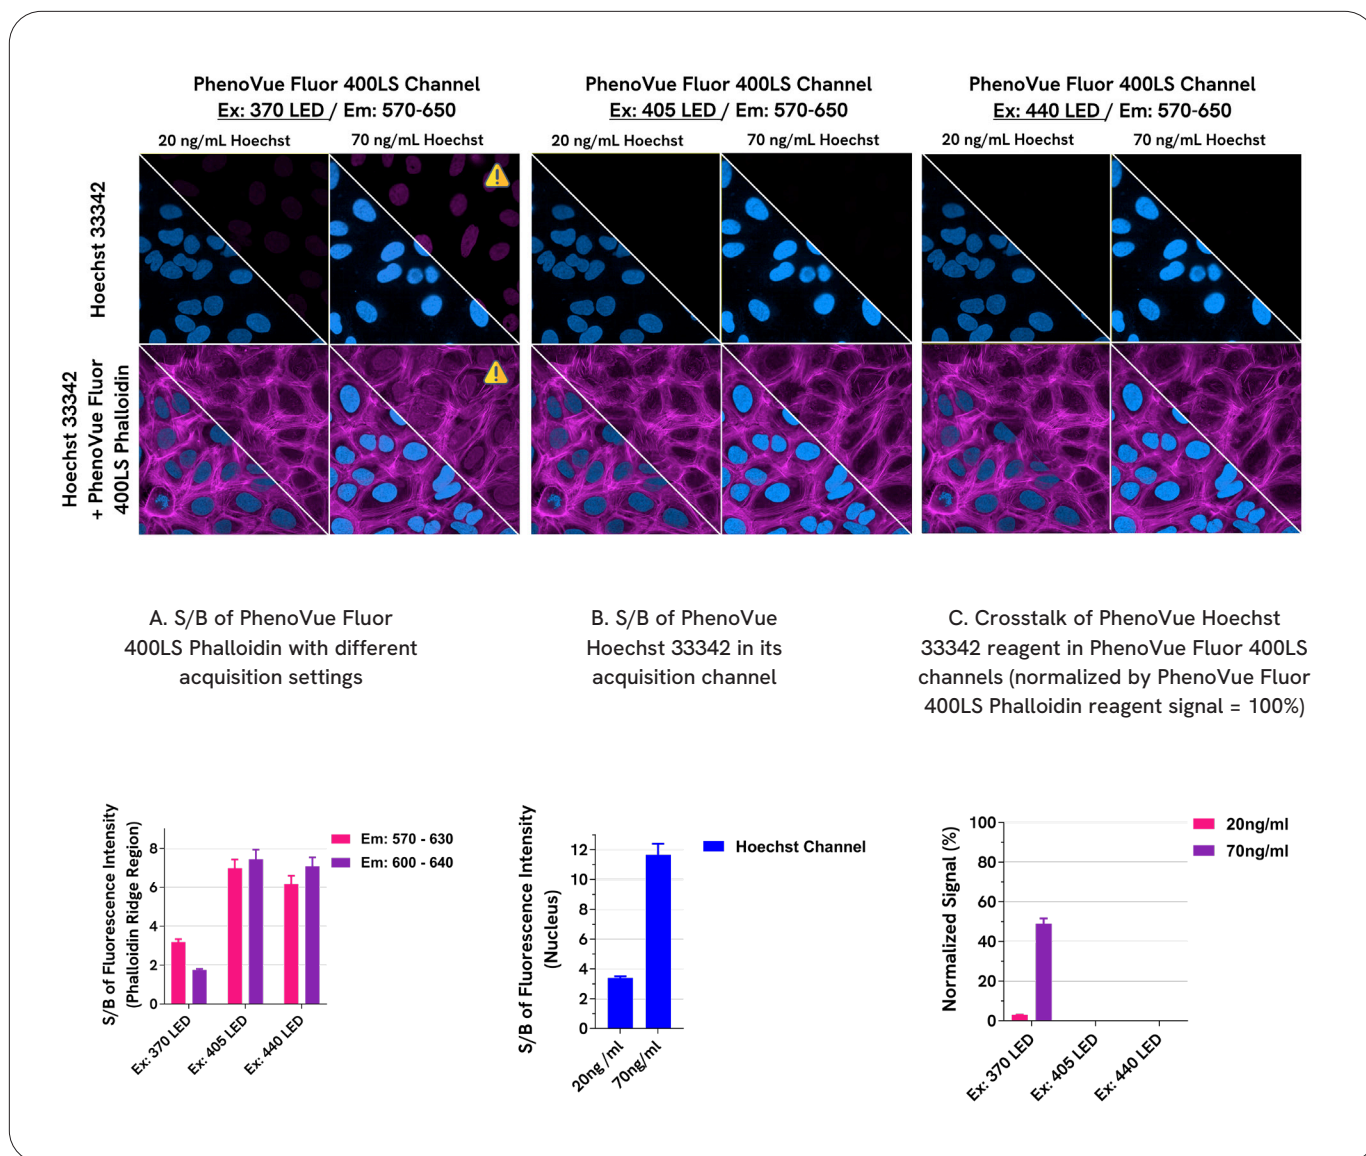 PhenoVue Fluor 400LS Channel
Ex: 370 LED / Em: 570-650
20 ng/mL Hoechst
70 ng/mL Hoechst
PhenoVue Fluor 400LS Channel
Ex: 405 LED / Em: 570-650
20 ng/mL Hoechst
70 ng/mL Hoechst
PhenoVue Fluor 400LS Channel
Ex: 440 LED / Em: 570-650
20 ng/mL Hoechst
70 ng/mL Hoechst
Hoechst 33342
Hoechst 33342
+ PhenoVue Fluor
400LS Phalloidin
A. S/B of PhenoVue Fluor
400LS Phalloidin with different
acquisition settings
B. S/B of PhenoVue
Hoechst 33342 in its
acquisition channel
C. Crosstalk of PhenoVue Hoechst
33342 reagent in PhenoVue Fluor 400LS
channels (normalized by PhenoVue Fluor
400LS Phalloidin reagent signal = 100%)
S/B of Fluorescence Intensity
(Phalloidin Ridge Region)
8
6
4
2
0
Ex: 370 LED
Ex: 405 LED
Ex: 440 LED
Em: 570 - 630
Em: 600 - 640
S/B of Fluorescence Intensity
(Nucleus)
12
10
8
6
4
2
0
20ng /ml
70ng/ml
Hoechst Channel
Normalized Signal (%)
100
80
60
40
20
0
Ex: 370 LED
Ex: 405 LED
Ex: 440 LED
20ng/ml
70ng/ml